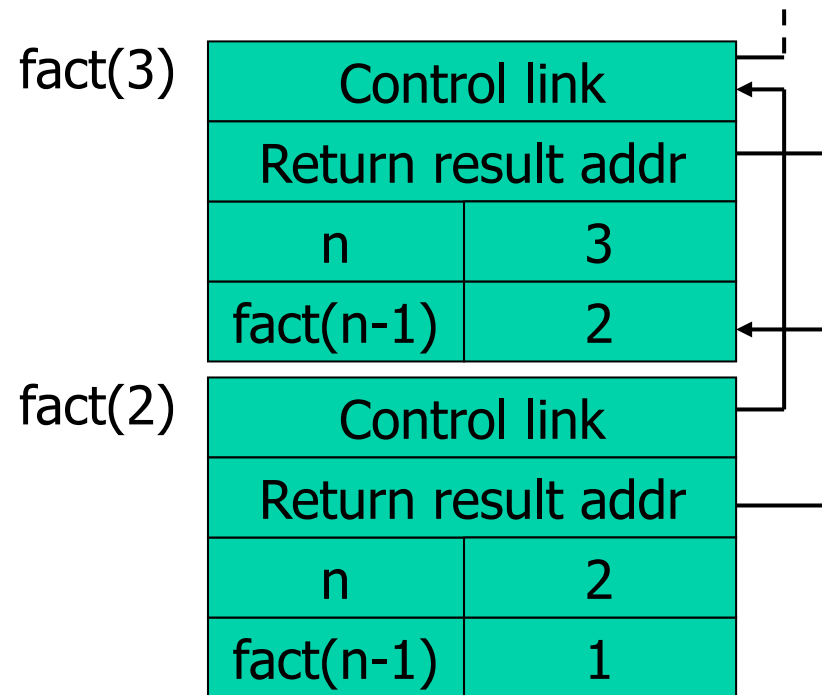 fact(3)
Control link
Return result addr
n 3
fact(n-1) 2
fact(2)
Control link
Return result addr
n 2
fact(n-1) 1